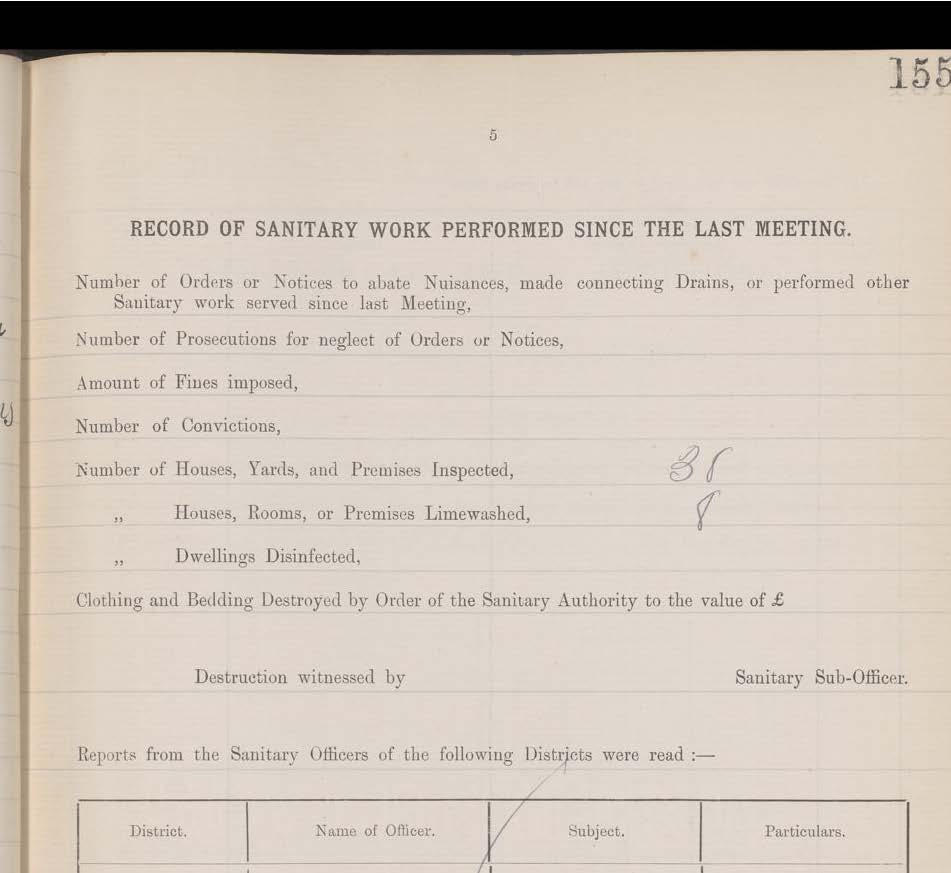 155
5
RECORD OF SANITARY WORK PERFORMED SINCE THE LAST MEETING.
Number of Orders or Notices to abate Nuisances, made connecting Drains, or performed other
Sanitary work served since last Meeting,
Number of Prosecutions for neglect of Orders or Notices,
Amount of Fines imposed,
Number of Convictions,
Number of Houses, Yards, and Premises Inspected, 38
„ Houses, Rooms, or Premises Limewashed, 8
„ Dwellings Disinfected,
Clothing and Bedding Destroyed by Order of the Sanitary Authority to the value of £
Destruction witnessed by Sanitary Sub-Officer.
Reports from the Sanitary Officers of the following Districts were read :—
District. Name of Officer. Subject. Particulars.